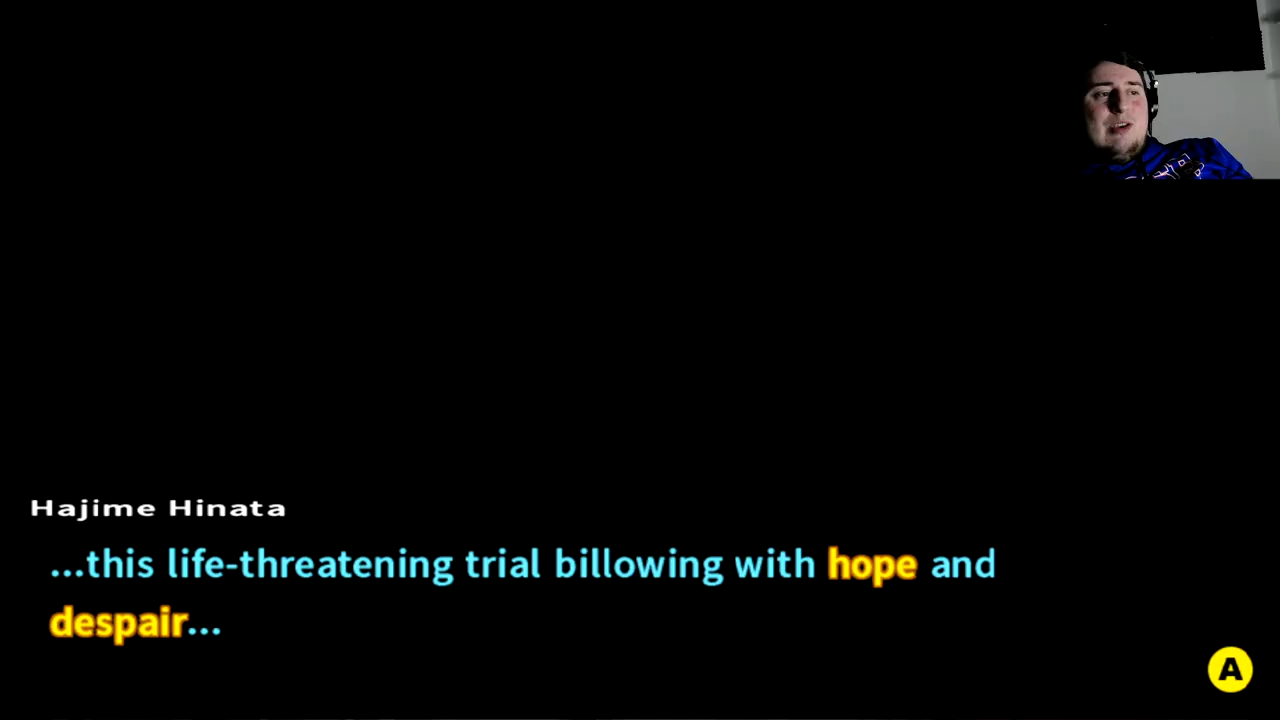 Hajime Hinata
...this life-threatening trial billowing with hope and
despair...
A